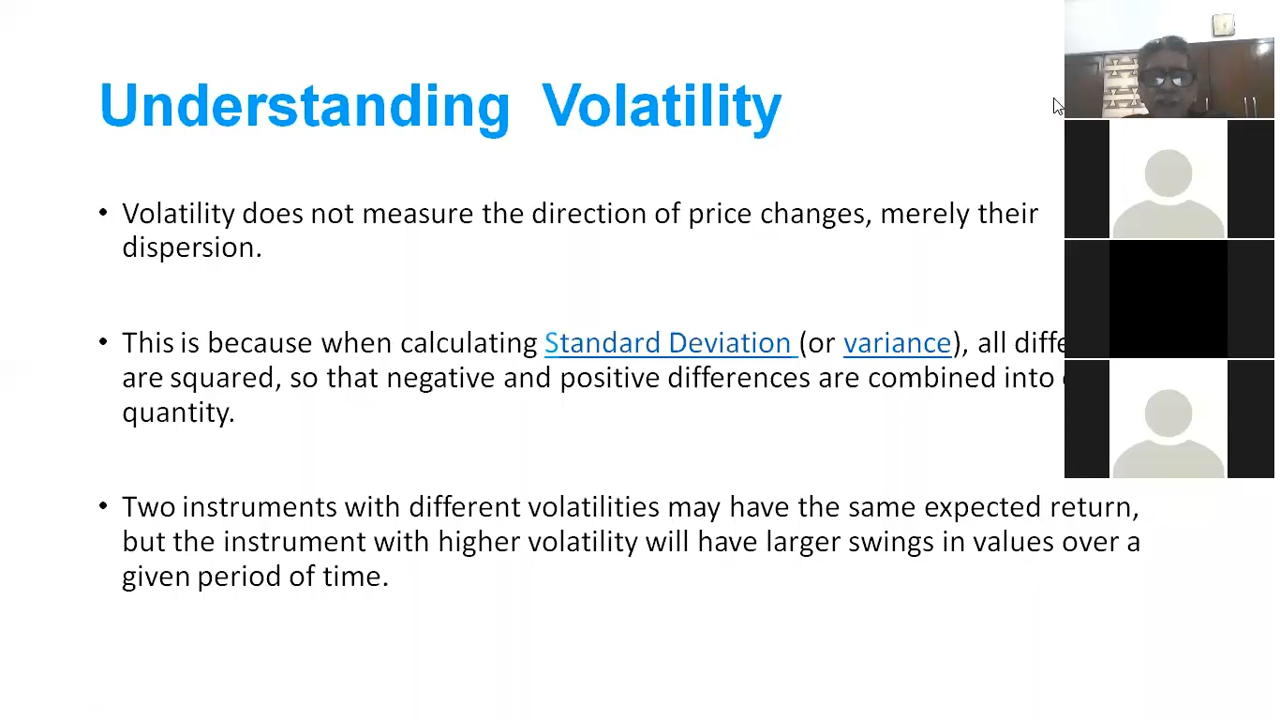 Understanding Volatility
• Volatility does not measure the direction of price changes, merely their
dispersion.
• This is because when calculating Standard Deviation (or variance), all
are squared, so that negative and positive differences are combined into
quantity.
• Two instruments with different volatilities may have the same expected return,
but the instrument with higher volatility will have larger swings in values over a
given period of time.